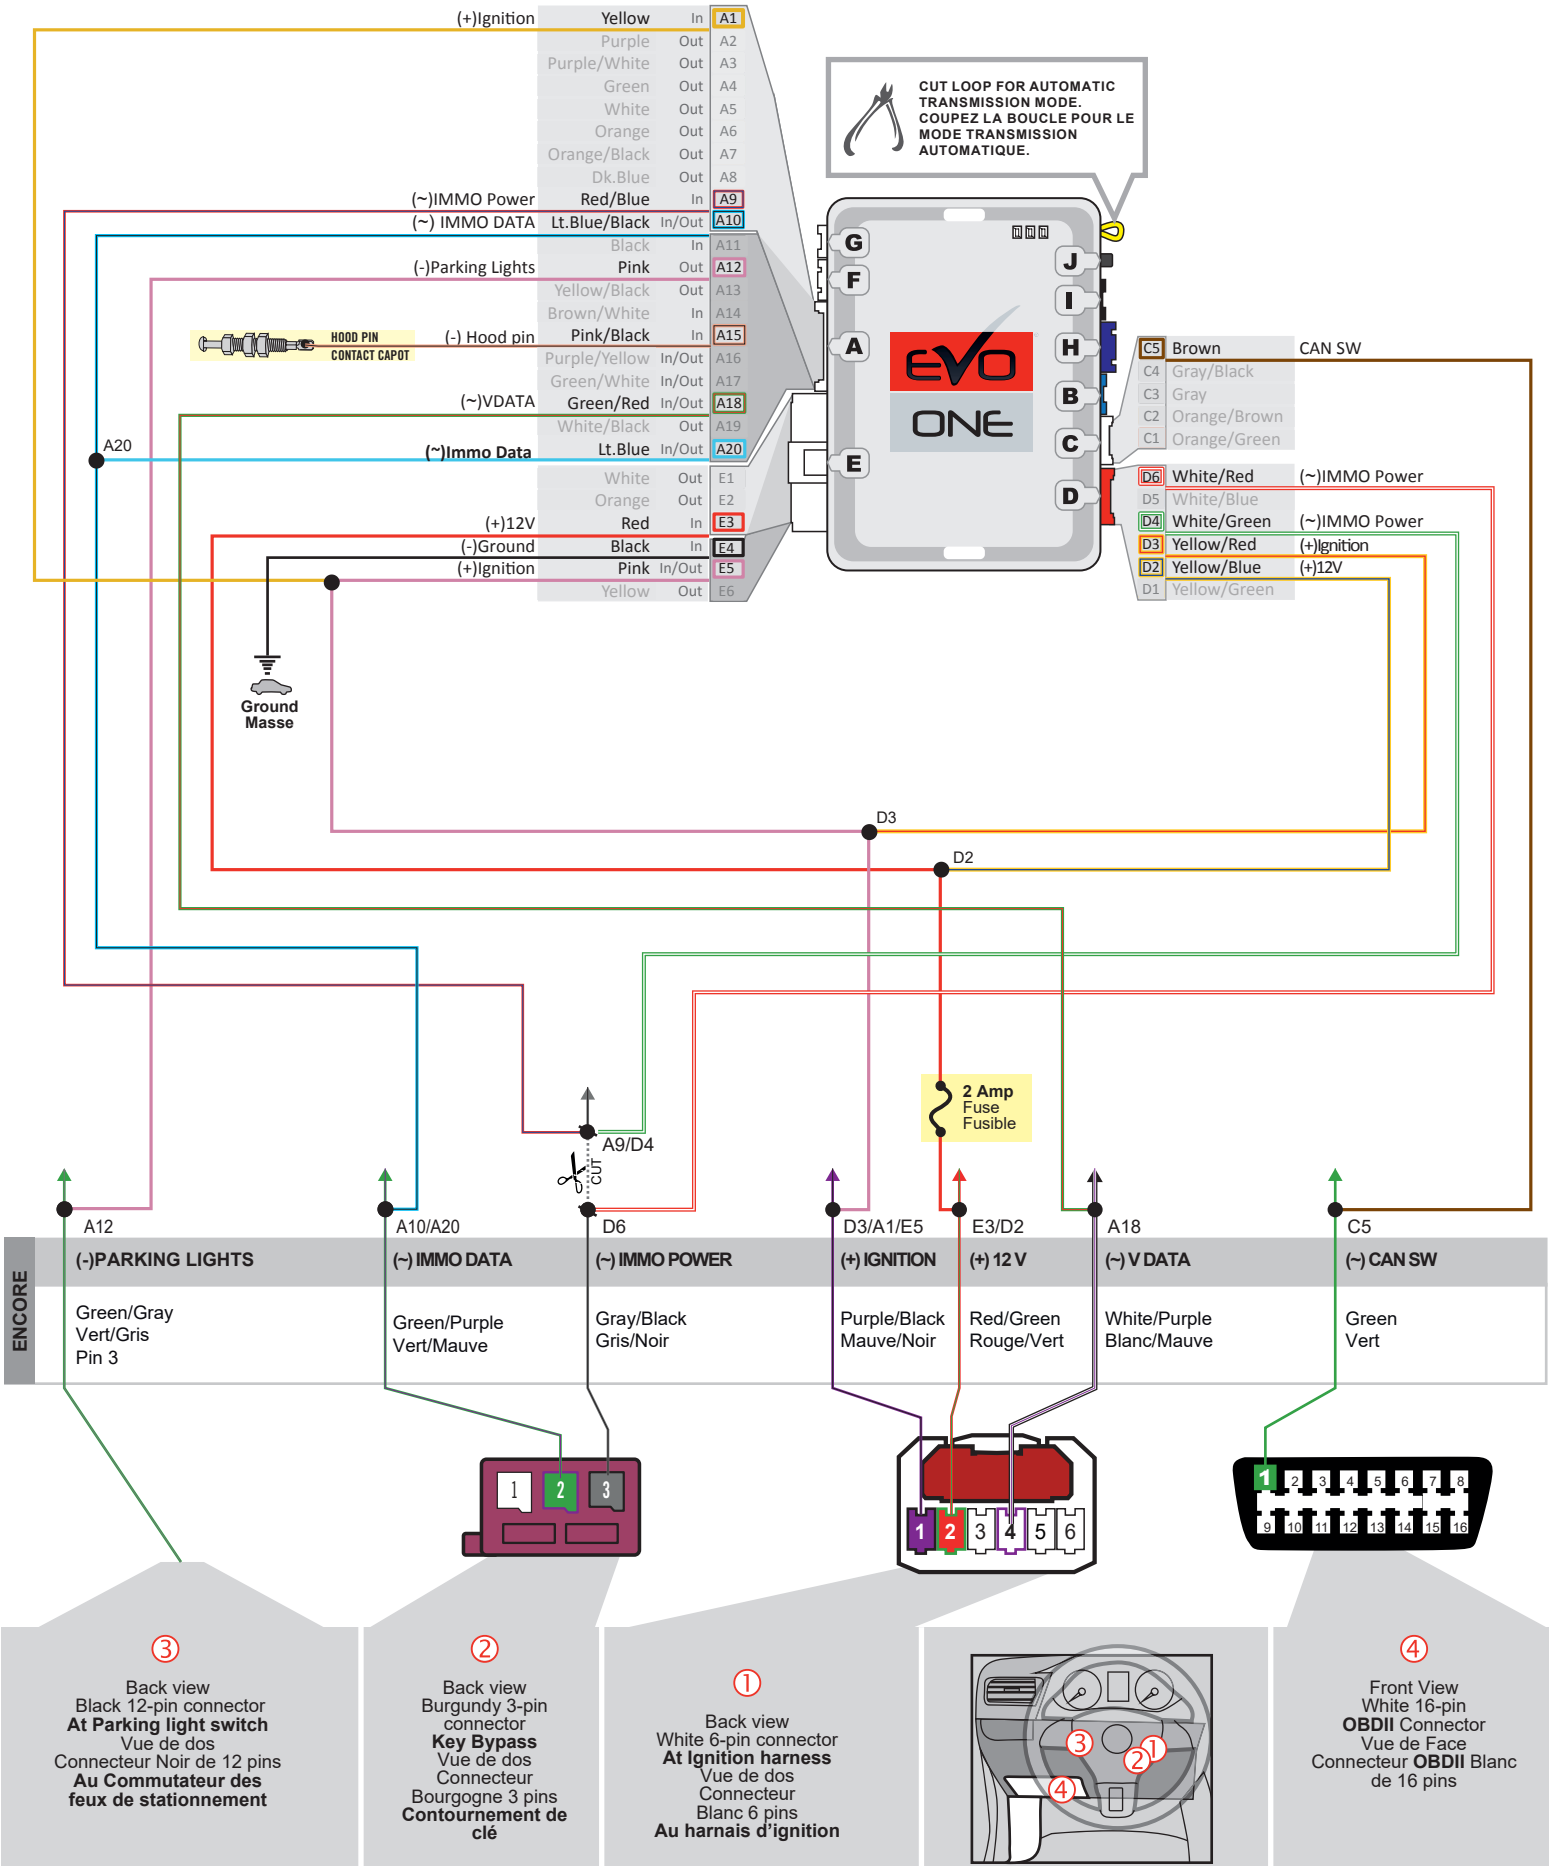 (+)Ignition Yellow In A1
Purple Out A2
Purple/White Out A3
Green Out A4
White Out A5
Orange Out A6
Orange/Black Out A7
Dk.Blue Out A8
(~)IMMO Power Red/Blue In A9
(~) IMMO DATA Lt.Blue/Black In/Out A10
Black In A11
(-)Parking Lights Pink Out A12
Yellow/Black Out A13
Brown/White In A14
(-) Hood pin Pink/Black In A15
Purple/Yellow In/Out A16
Green/White In/Out A17
(~)VDATA Green/Red In/Out A18
White/Black Out A19
(~)Immo Data Lt.Blue In/Out A20
White Out E1
Orange Out E2
(+)12V Red In E3
(-)Ground Black In E4
(+)Ignition Pink In/Out E5
Yellow Out E6
HOOD PIN
CONTACT CAPOT
A20
Ground
Masse
CUT LOOP FOR AUTOMATIC
TRANSMISSION MODE.
COUPEZ LA BOUCLE POUR LE
MODE TRANSMISSION
AUTOMATIQUE.
G
F
A
E
J
I
H
B
C
D
EVO
ONE
C5 Brown CAN SW
C4 Gray/Black
C3 Gray
C2 Orange/Brown
C1 Orange/Green
D6 White/Red (~)IMMO Power
D5 White/Blue
D4 White/Green (~)IMMO Power
D3 Yellow/Red (+)Ignition
D2 Yellow/Blue (+)12V
D1 Yellow/Green
D3
D2
2 Amp
Fuse
Fusible
A9/D4
CUT
A12
A10/A20
D6
D3/A1/E5
E3/D2
A18
C5
ENCORE
(-)PARKING LIGHTS
(~) IMMO DATA
(~) IMMO POWER
(+) IGNITION
(+) 12 V
(~) V DATA
(~) CAN SW
Green/Gray
Vert/Gris
Pin 3
Green/Purple
Vert/Mauve
Gray/Black
Gris/Noir
Purple/Black
Mauve/Noir
Red/Green
Rouge/Vert
White/Purple
Blanc/Mauve
Green
Vert
1 2 3
1 2 3 4 5 6
1 2 3 4 5 6 7 8
9 10 11 12 13 14 15 16
3
Back view
Black 12-pin connector
At Parking light switch
Vue de dos
Connecteur Noir de 12 pins
Au Commutateur des
feux de stationnement
2
Back view
Burgundy 3-pin
connector
Key Bypass
Vue de dos
Connecteur
Bourgogne 3 pins
Contournement de
clé
1
Back view
White 6-pin connector
At Ignition harness
Vue de dos
Connecteur
Blanc 6 pins
Au harnais d'ignition
3
1
2
4
4
Front View
White 16-pin
OBDII Connector
Vue de Face
Connecteur OBDII Blanc
de 16 pins